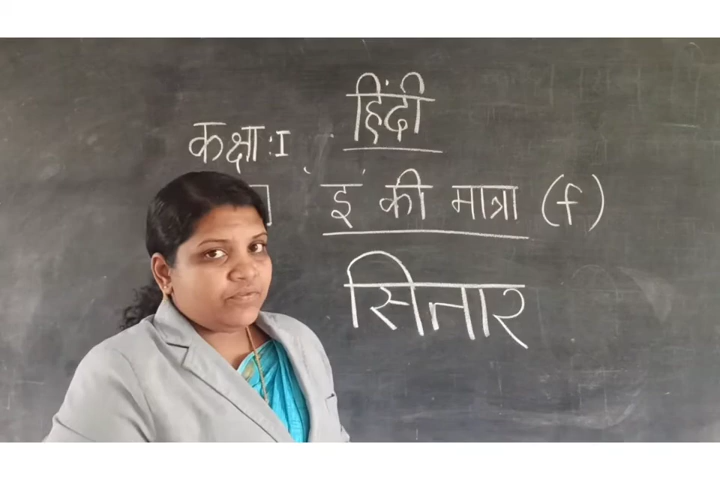 हिंदी
कक्षा : I
'इ' की मात्रा (ि)
सितार